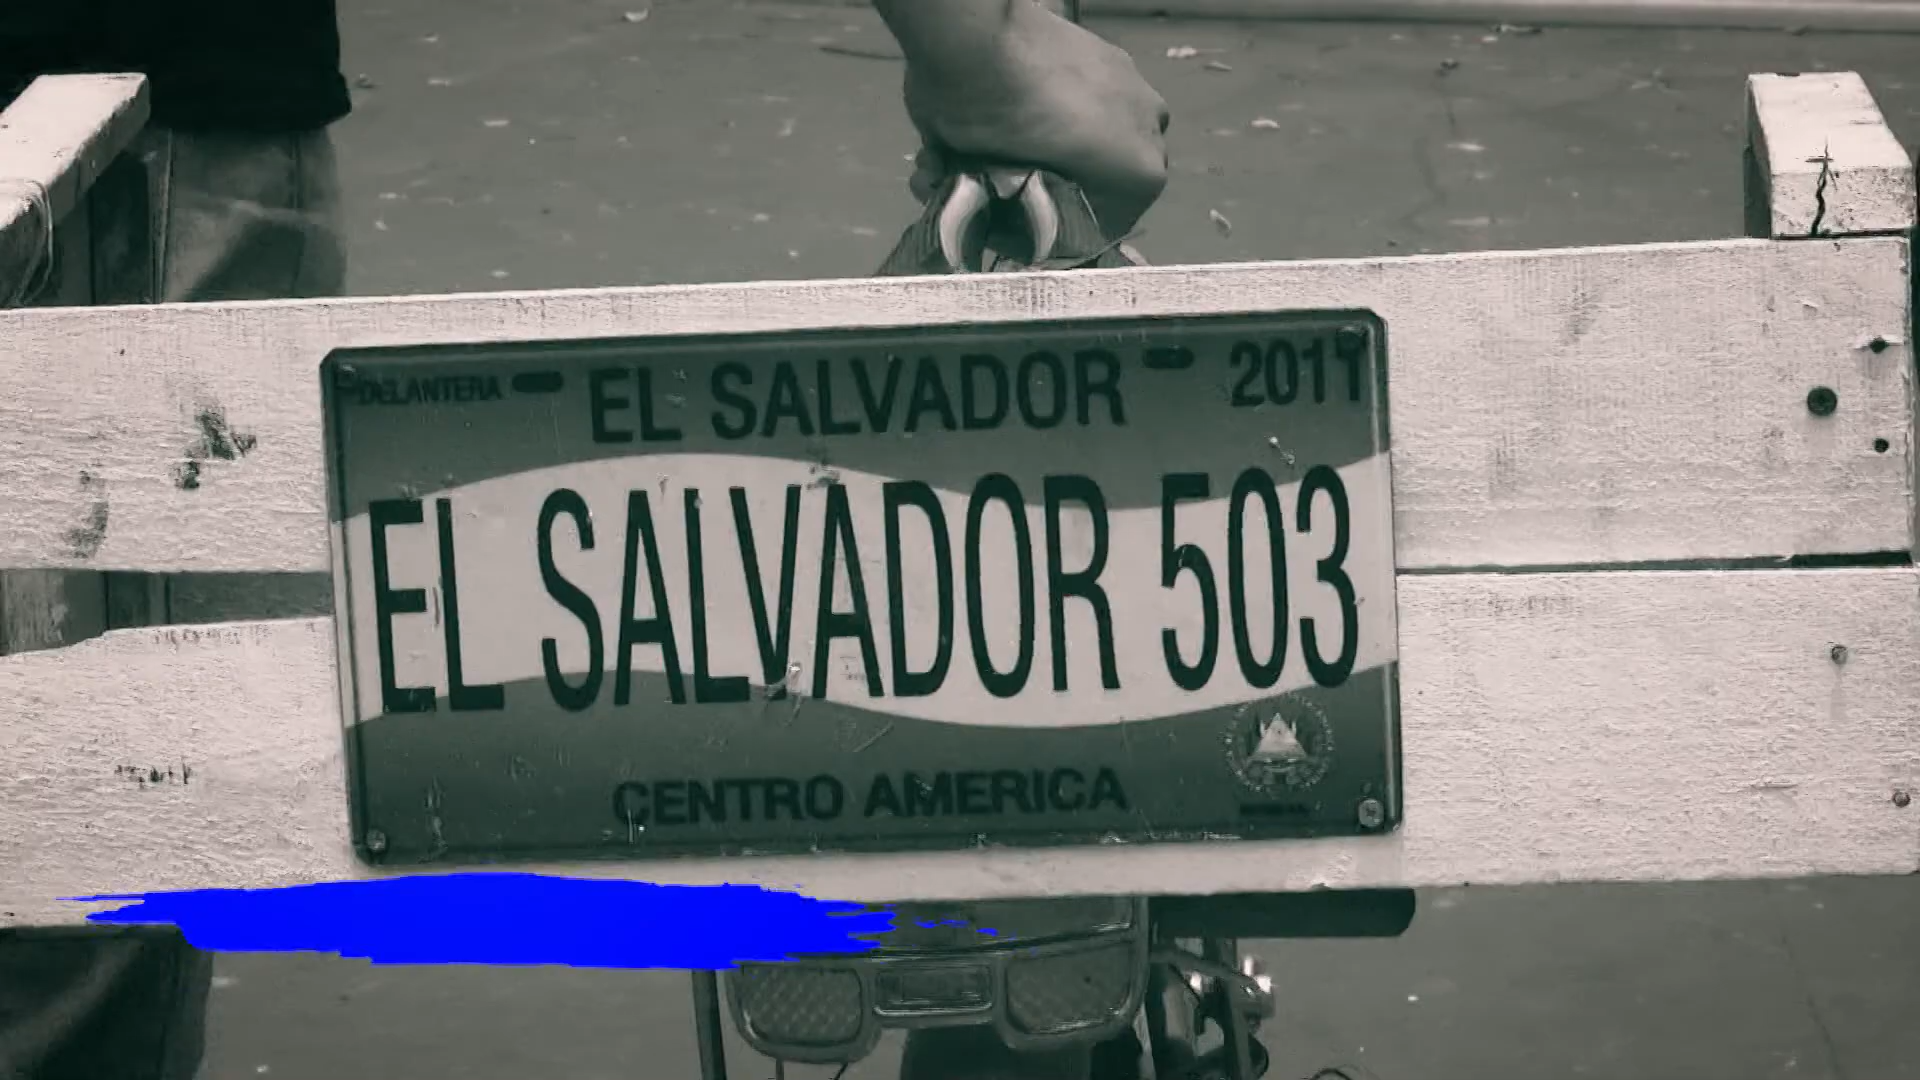 DELANTERA EL SALVADOR 2011
EL SALVADOR 503
CENTRO AMERICA